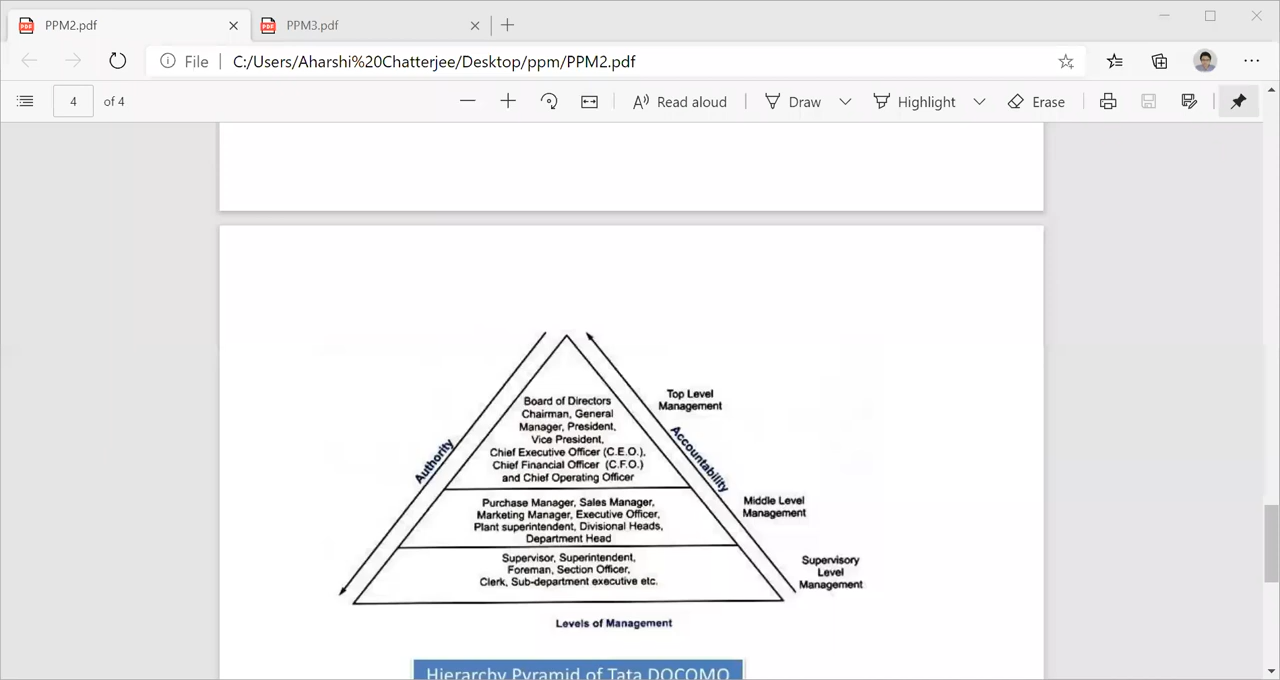 PPM2.pdf
PPM3.pdf
File
C:/Users/Aharshi%20Chatterjee/Desktop/ppm/PPM2.pdf
4
of 4
Read aloud
Draw
Highlight
Erase
Board of Directors
Chairman, General
Manager, President,
Vice President,
Chief Executive Officer (C.E.O.),
Chief Financial Officer (C.F.O.)
and Chief Operating Officer
Top Level
Management
Authority
Accountability
Purchase Manager, Sales Manager,
Marketing Manager, Executive Officer,
Plant superintendent, Divisional Heads,
Department Head
Middle Level
Management
Supervisor, Superintendent,
Foreman, Section Officer,
Clerk, Sub-department executive etc.
Supervisory
Level
Management
Levels of Management
Hierarchy Pyramid of Tata DOCOMO